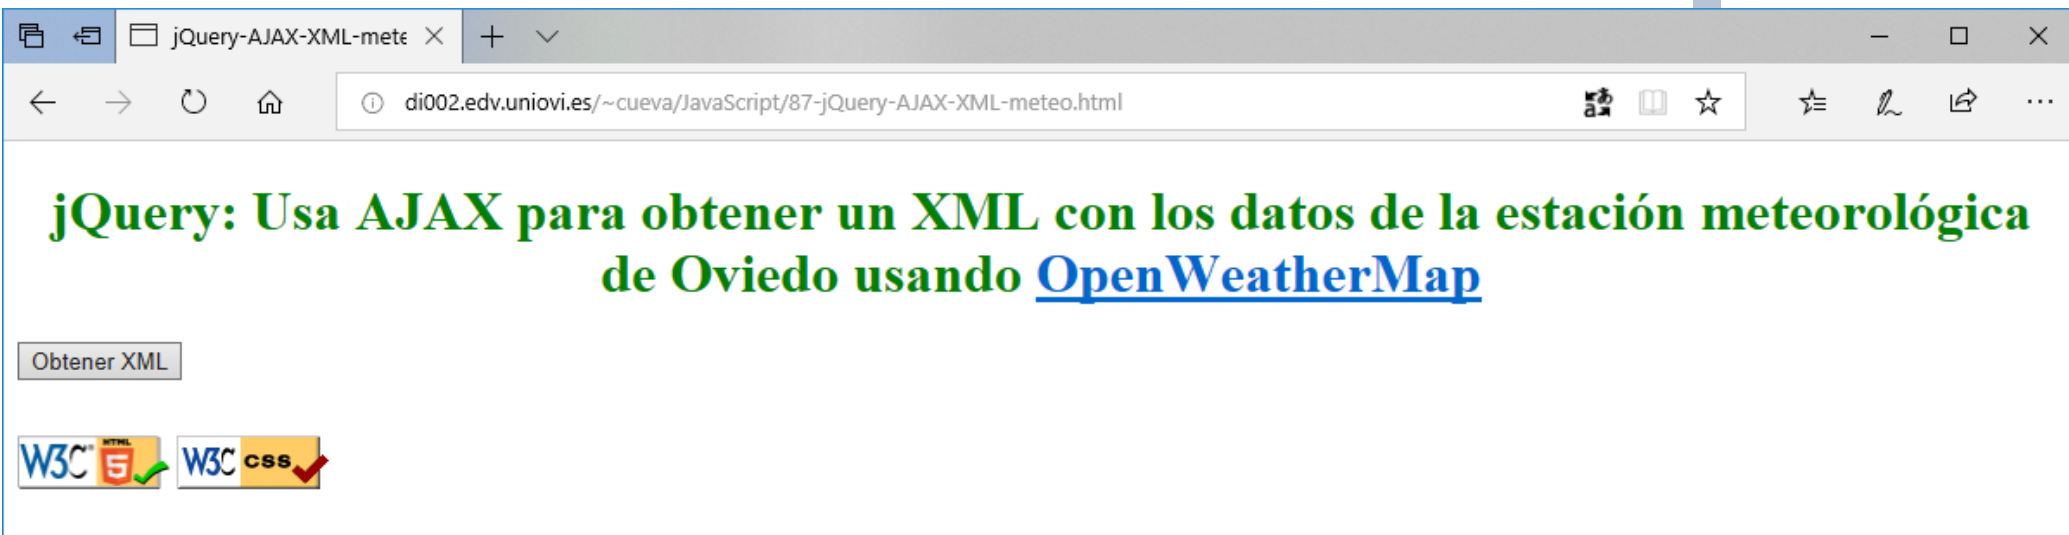 jQuery-AJAX-XML-mete
di002.edv.uniovi.es/~cueva/JavaScript/87-jQuery-AJAX-XML-meteo.html
jQuery: Usa AJAX para obtener un XML con los datos de la estación meteorológica
de Oviedo usando OpenWeatherMap
Obtener XML
W3C HTML 5 W3C css